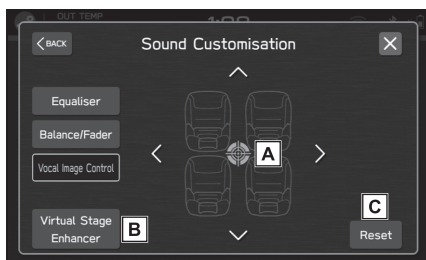 OUT TEMP
BACK
Sound Customisation
Equaliser
Balance/Fader
Vocal Image Control
A
Virtual Stage
Enhancer
B
C
Reset